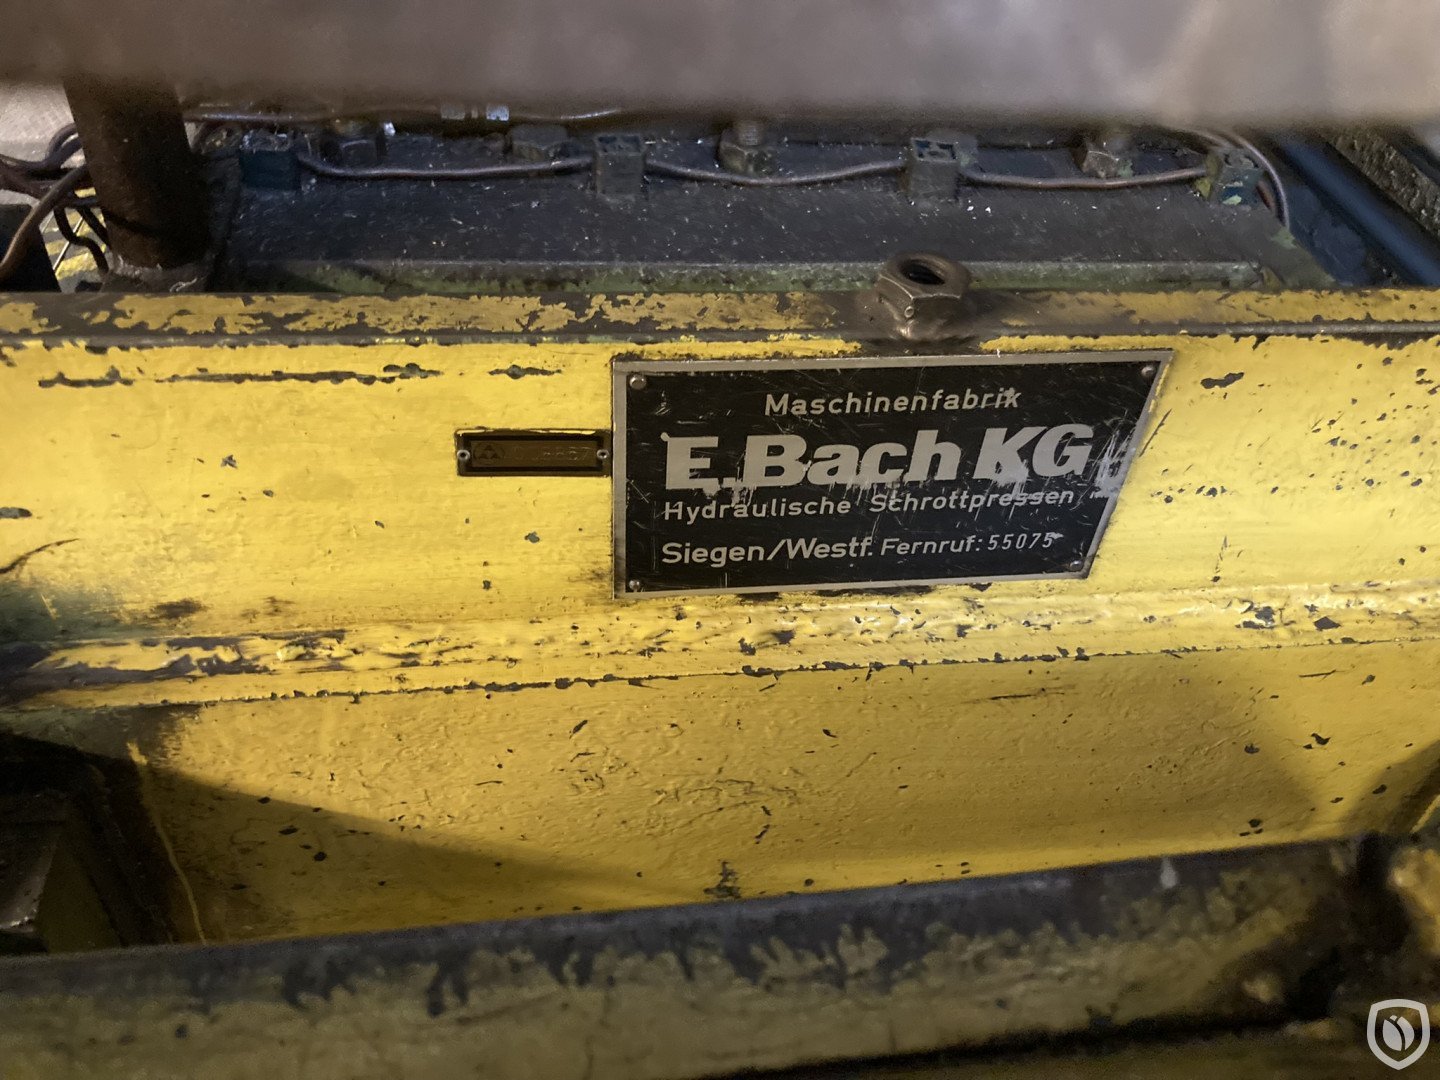 Maschinenfabrik
E.Bach KG
Hydraulische Schrottpressen
Siegen/Westf. Fernruf: 55075